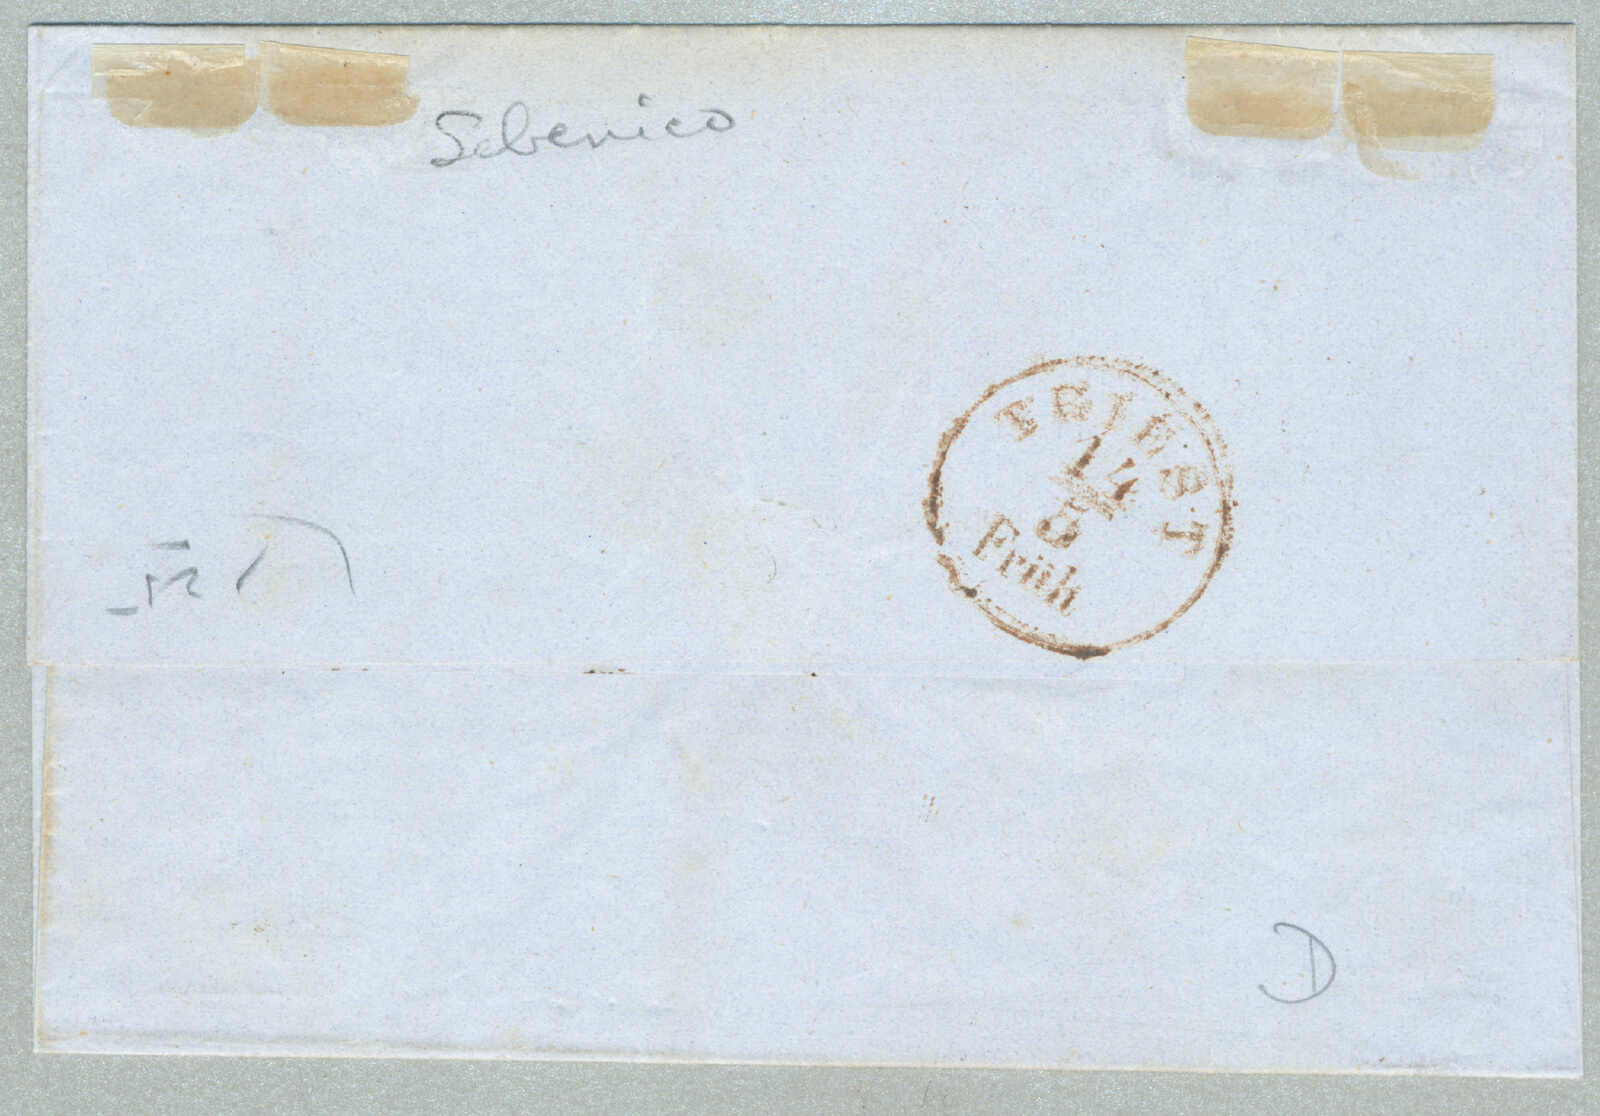 Sebenico
TRIEST
14
5
Früh
D